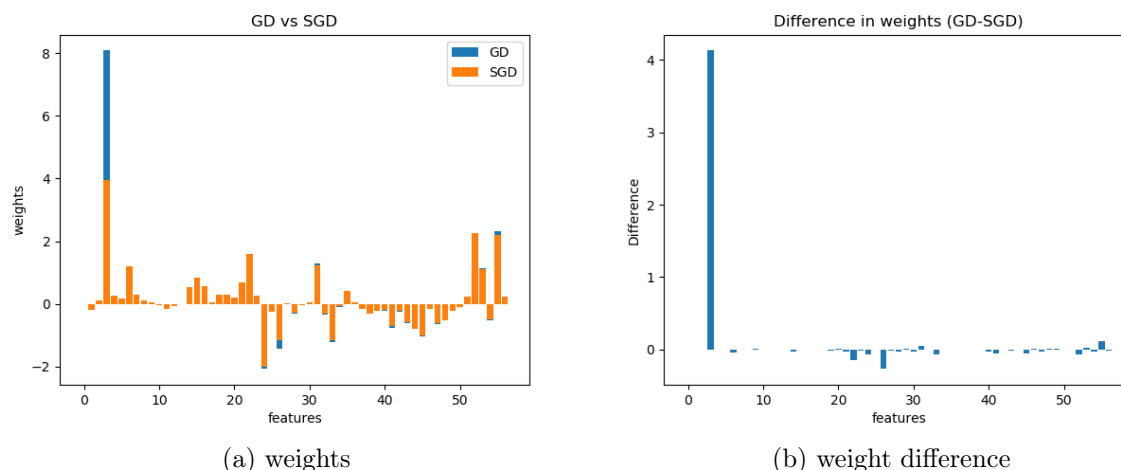 GD vs SGD
GD
SGD
8
6
4
2
0
−2
weights
0
10
20
30
40
50
features
(a) weights
Difference in weights (GD-SGD)
4
3
2
1
0
Difference
0
10
20
30
40
50
features
(b) weight difference